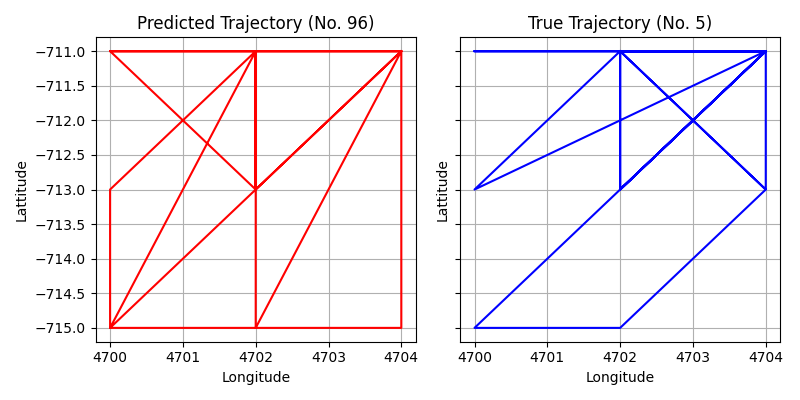 Predicted Trajectory (No. 96)
True Trajectory (No. 5)
−711.0
−711.5
−712.0
−712.5
−713.0
−713.5
−714.0
−714.5
−715.0
Lattitude
Lattitude
4700 4701 4702 4703 4704
4700 4701 4702 4703 4704
Longitude
Longitude